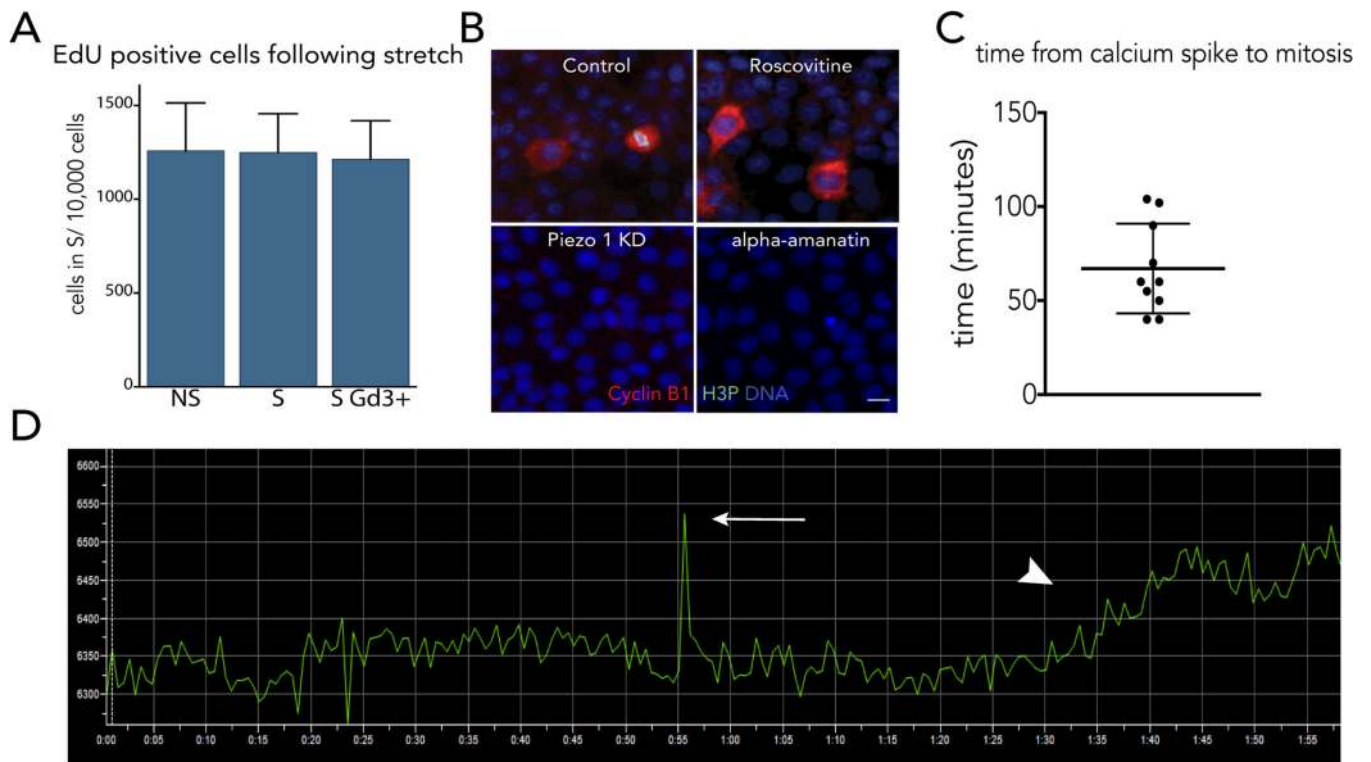 A
EdU positive cells following stretch
cells in S/ 10,000 cells
1500
1000
500
0
NS S S Gd3+
B
Control Roscovitine
Piezo 1 KD alpha-amanatin
Cyclin B1 H3P DNA
C
time from calcium spike to mitosis
time (minutes)
150
100
50
0
D
6600
6550
6500
6450
6400
6350
6300
0:00 0:05 0:10 0:15 0:20 0:25 0:30 0:35 0:40 0:45 0:50 0:55 1:00 1:05 1:10 1:15 1:20 1:25 1:30 1:35 1:40 1:45 1:50 1:55